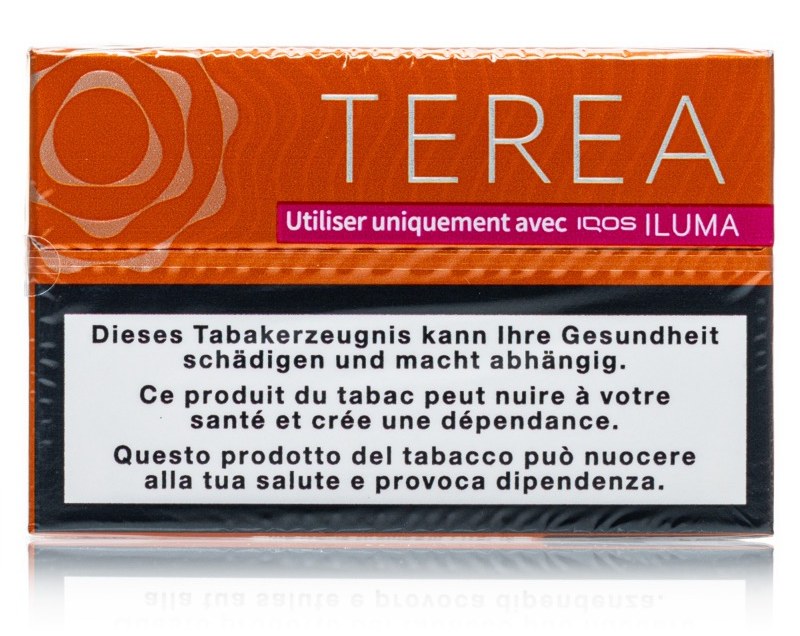 TEREA
Utiliser uniquement avec IQOS ILUMA
Dieses Tabakerzeugnis kann Ihre Gesundheit
schädigen und macht abhängig.
Ce produit du tabac peut nuire à votre
santé et crée une dépendance.
Questo prodotto del tabacco può nuocere
alla tua salute e provoca dipendenza.